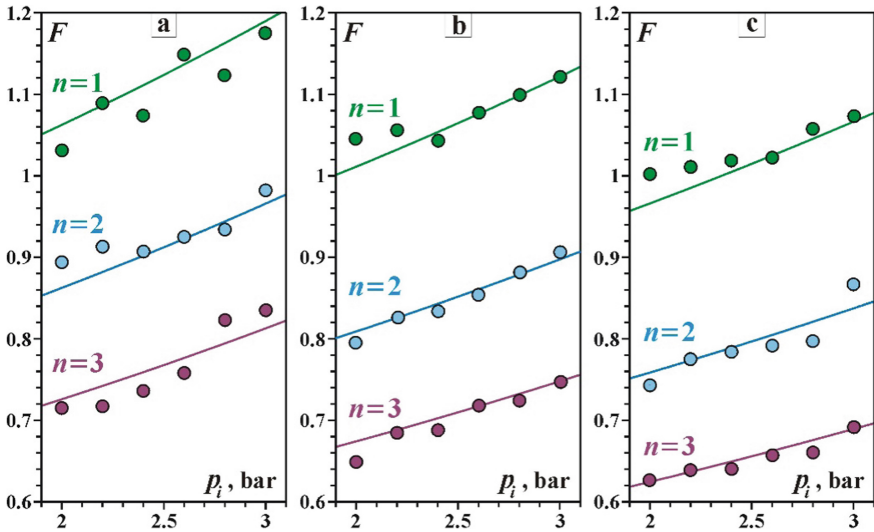 a
b
c
F
F
F
1.2
1.1
1
0.9
0.8
0.7
0.6
1.2
1.1
1
0.9
0.8
0.7
0.6
1.2
1.1
1
0.9
0.8
0.7
0.6
n=1
n=2
n=3
n=1
n=2
n=3
n=1
n=2
n=3
pᵢ, bar
pᵢ, bar
pᵢ, bar
2 2.5 3
2 2.5 3
2 2.5 3